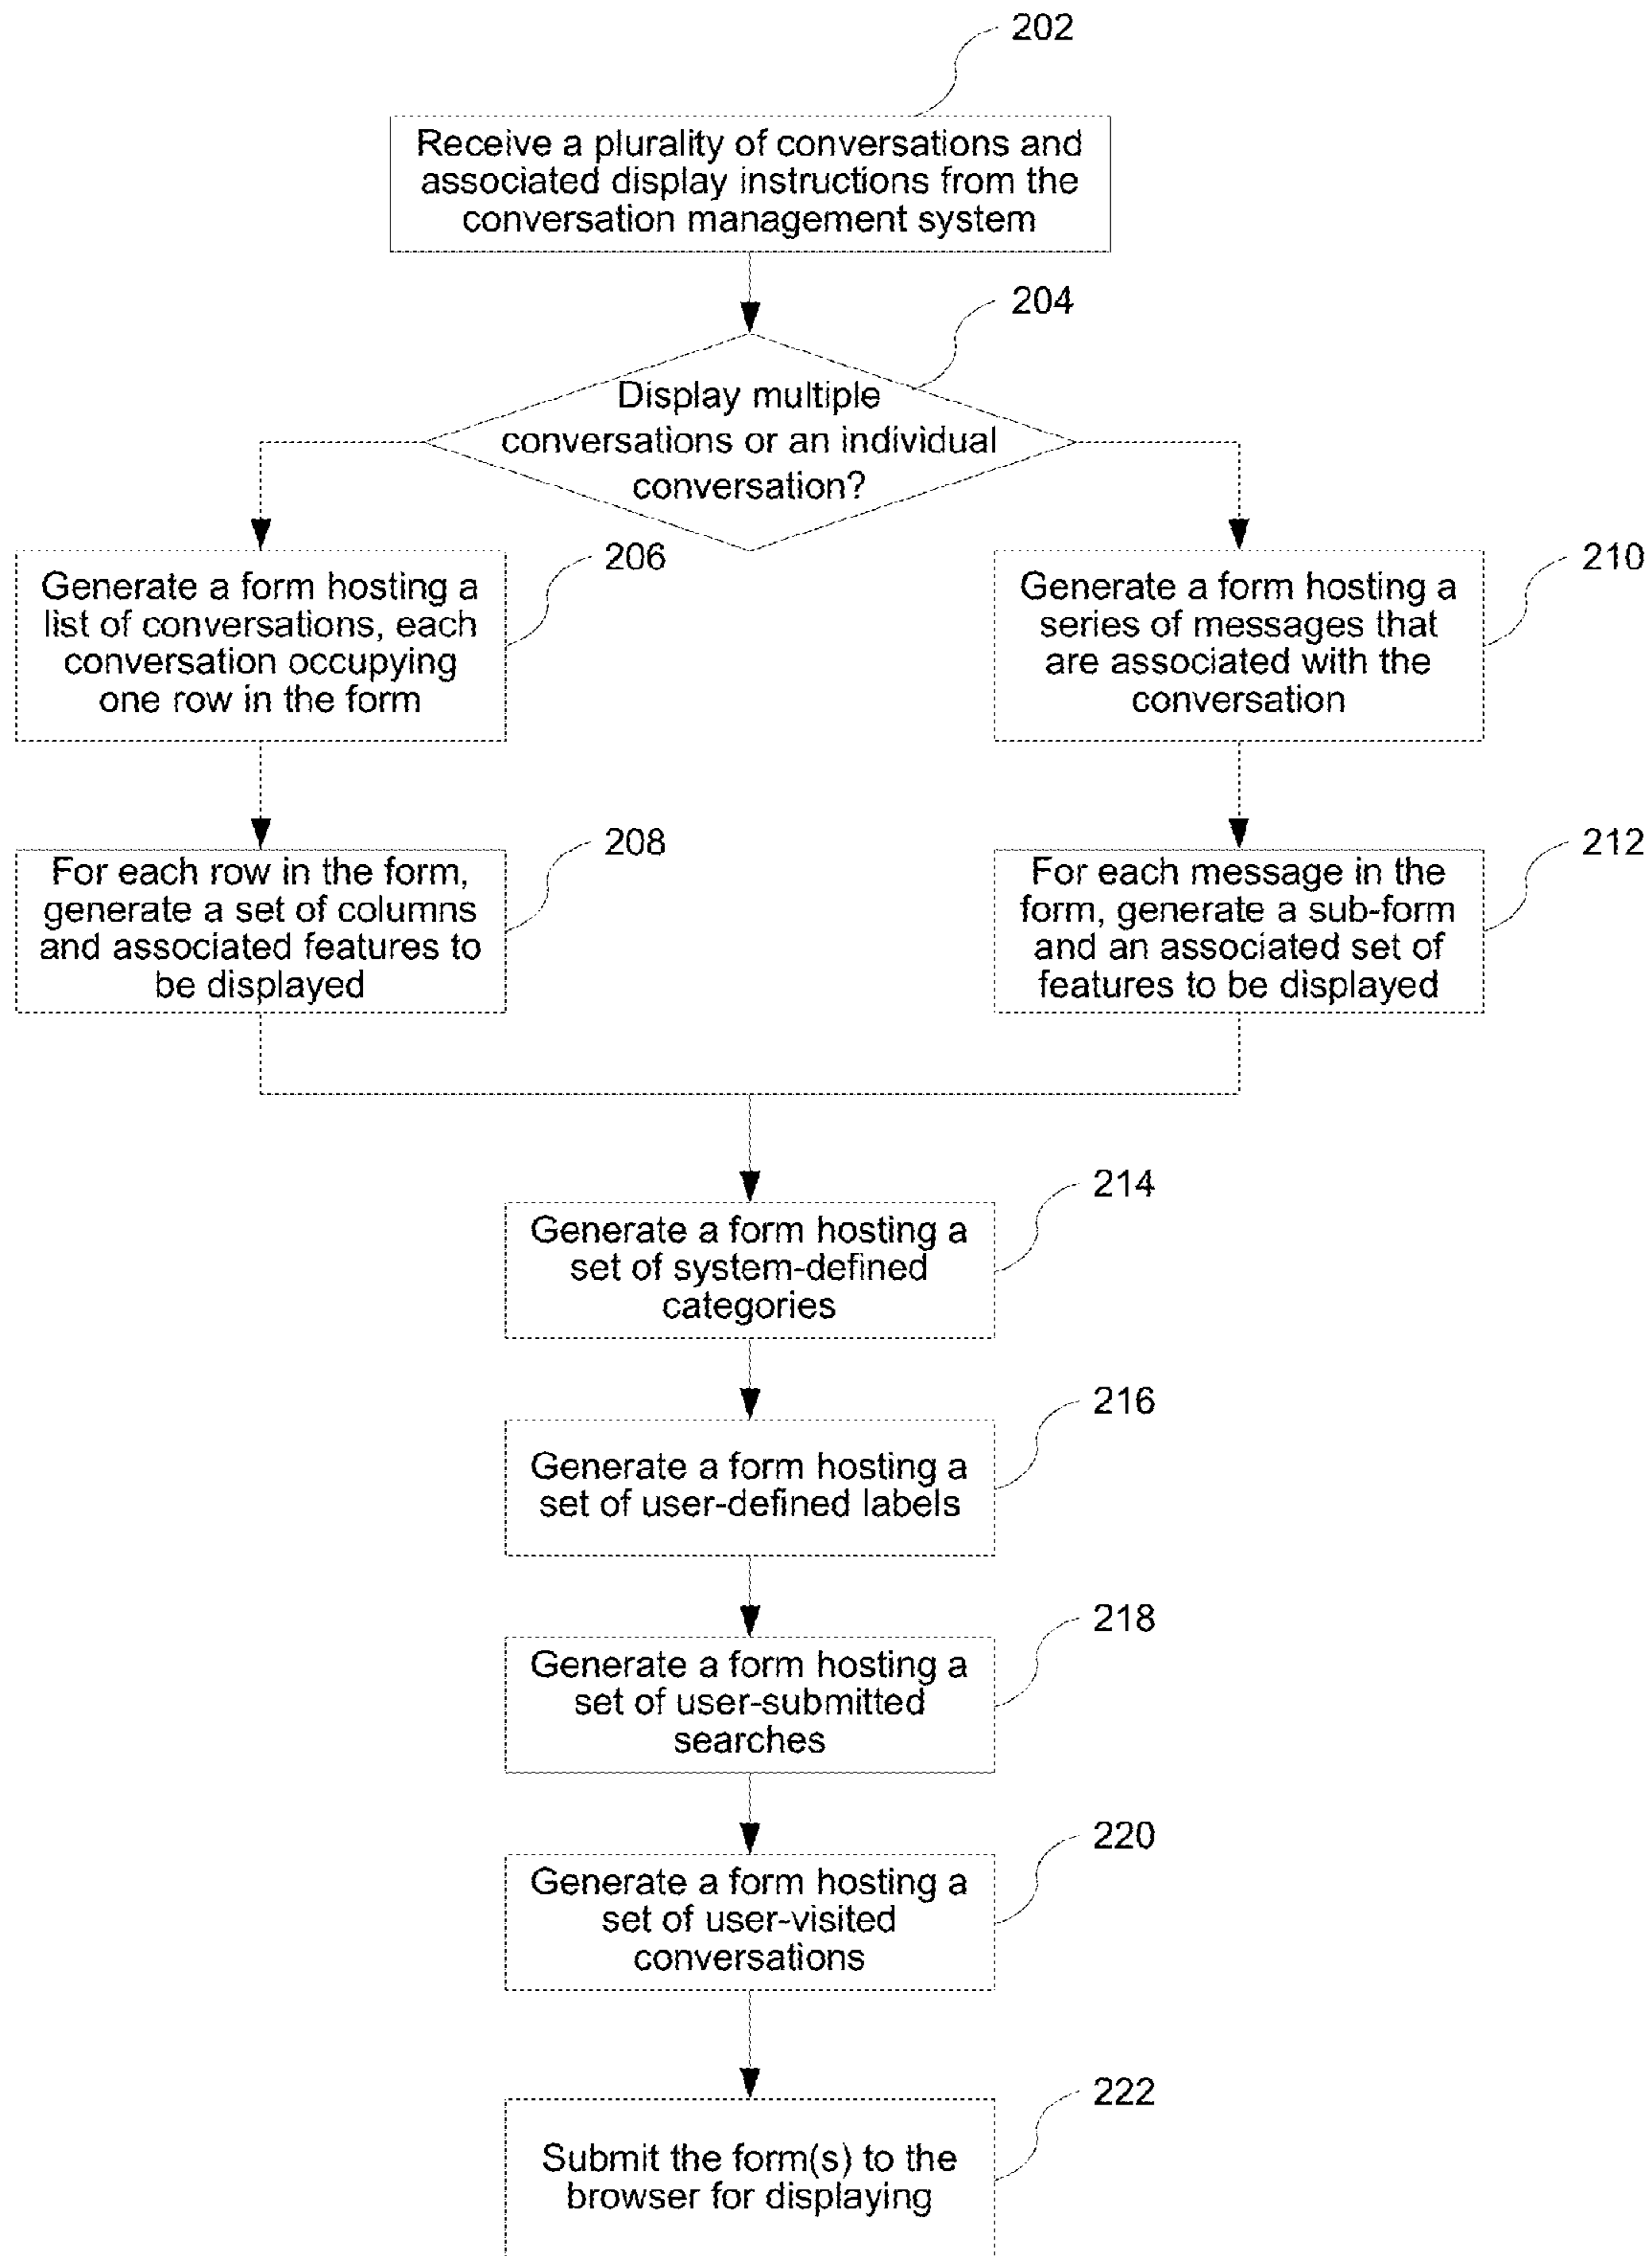 202
Receive a plurality of conversations and
associated display instructions from the
conversation management system
204
Display multiple
conversations or an individual
conversation?
206
Generate a form hosting a
list of conversations, each
conversation occupying
one row in the form
210
Generate a form hosting a
series of messages that
are associated with the
conversation
208
For each row in the form,
generate a set of columns
and associated features to
be displayed
212
For each message in the
form, generate a sub-form
and an associated set of
features to be displayed
214
Generate a form hosting a
set of system-defined
categories
216
Generate a form hosting a
set of user-defined labels
218
Generate a form hosting a
set of user-submitted
searches
220
Generate a form hosting a
set of user-visited
conversations
222
Submit the form(s) to the
browser for displaying